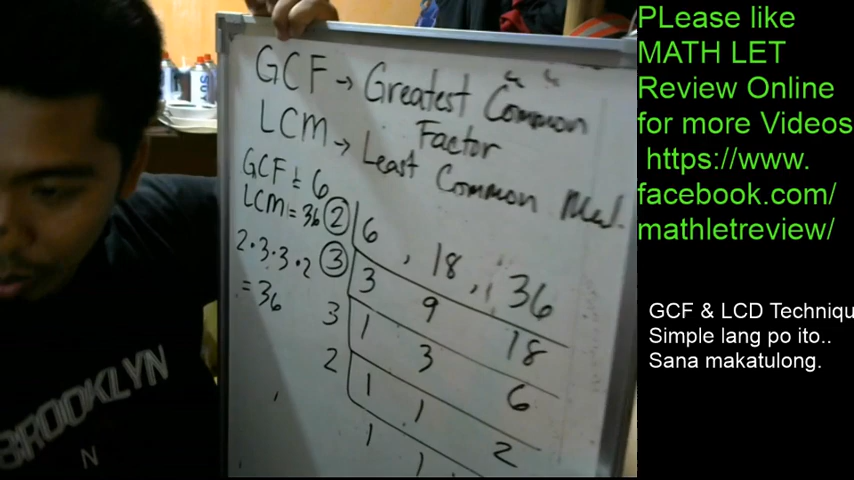 GCF → Greatest Common
Factor
LCM → Least Common Mul.
GCF = 6
LCM = 36
2·3·3·2
= 36
2 6, 18, 36
3 3 9 18
3 1 3 6
2 1 1 2
1 1
BROOKLYN
N
PLease like
MATH LET
Review Online
for more Videos
https://www.
facebook.com/
mathletreview/
GCF & LCD Techniqu
Simple lang po ito..
Sana makatulong.